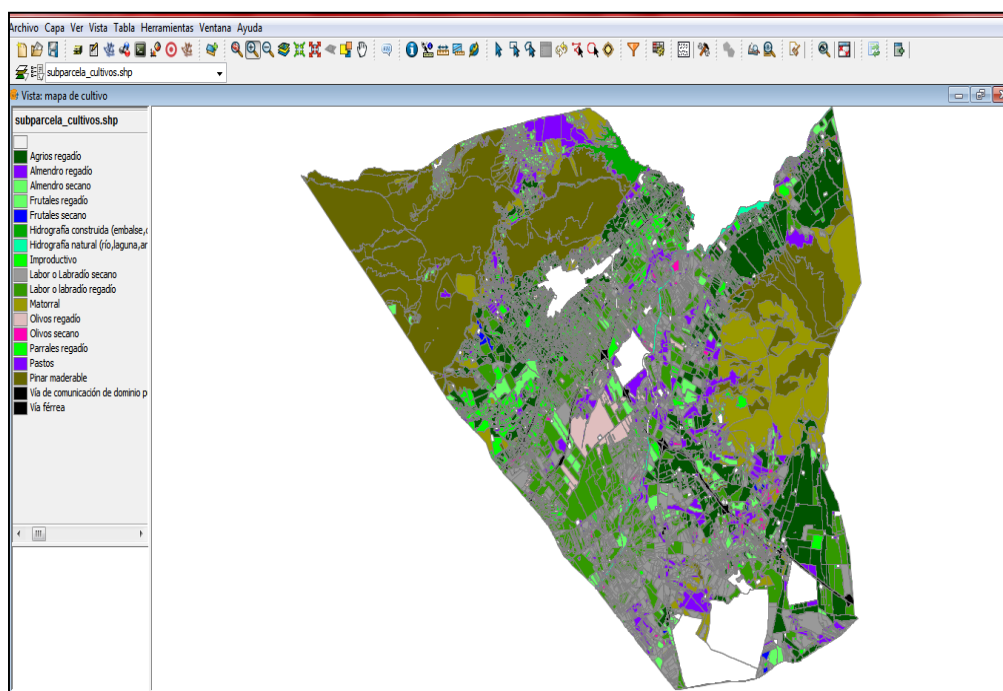 Archivo Capa Ver Vista Tabla Herramientas Ventana Ayuda
subparcela_cultivos.shp
Vista: mapa de cultivo
subparcela_cultivos.shp
Agrios regadío
Almendro regadío
Almendro secano
Frutales regadío
Frutales secano
Hidrografía construida (embalse,c
Hidrografía natural (río,laguna,ar
Improductivo
Labor o Labradío secano
Labor o labradío regadío
Matorral
Olivos regadío
Olivos secano
Parrales regadío
Pastos
Pinar maderable
Vía de comunicación de dominio p
Vía férrea